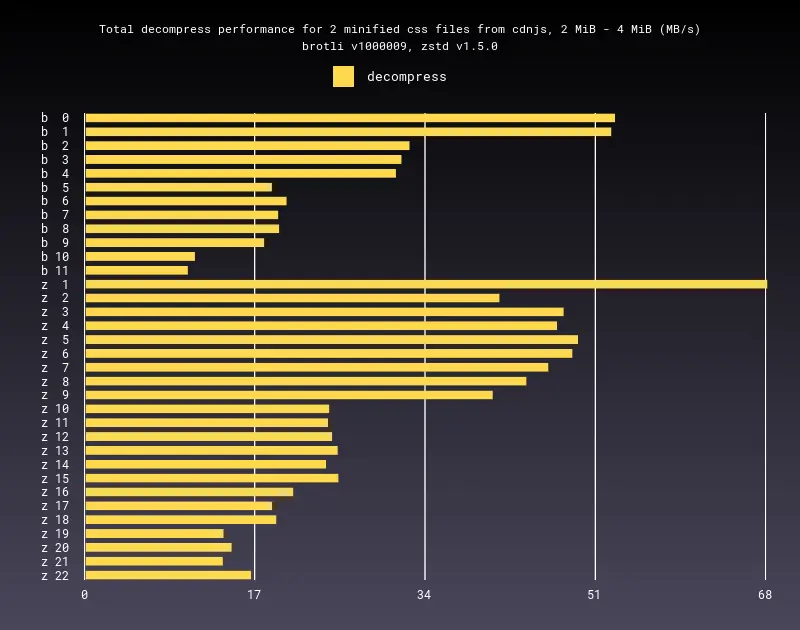 Total decompress performance for 2 minified css files from cdnjs, 2 MiB - 4 MiB (MB/s)
brotli v1000009, zstd v1.5.0
decompress
b 0
b 1
b 2
b 3
b 4
b 5
b 6
b 7
b 8
b 9
b 10
b 11
z 1
z 2
z 3
z 4
z 5
z 6
z 7
z 8
z 9
z 10
z 11
z 12
z 13
z 14
z 15
z 16
z 17
z 18
z 19
z 20
z 21
z 22
0 17 34 51 68